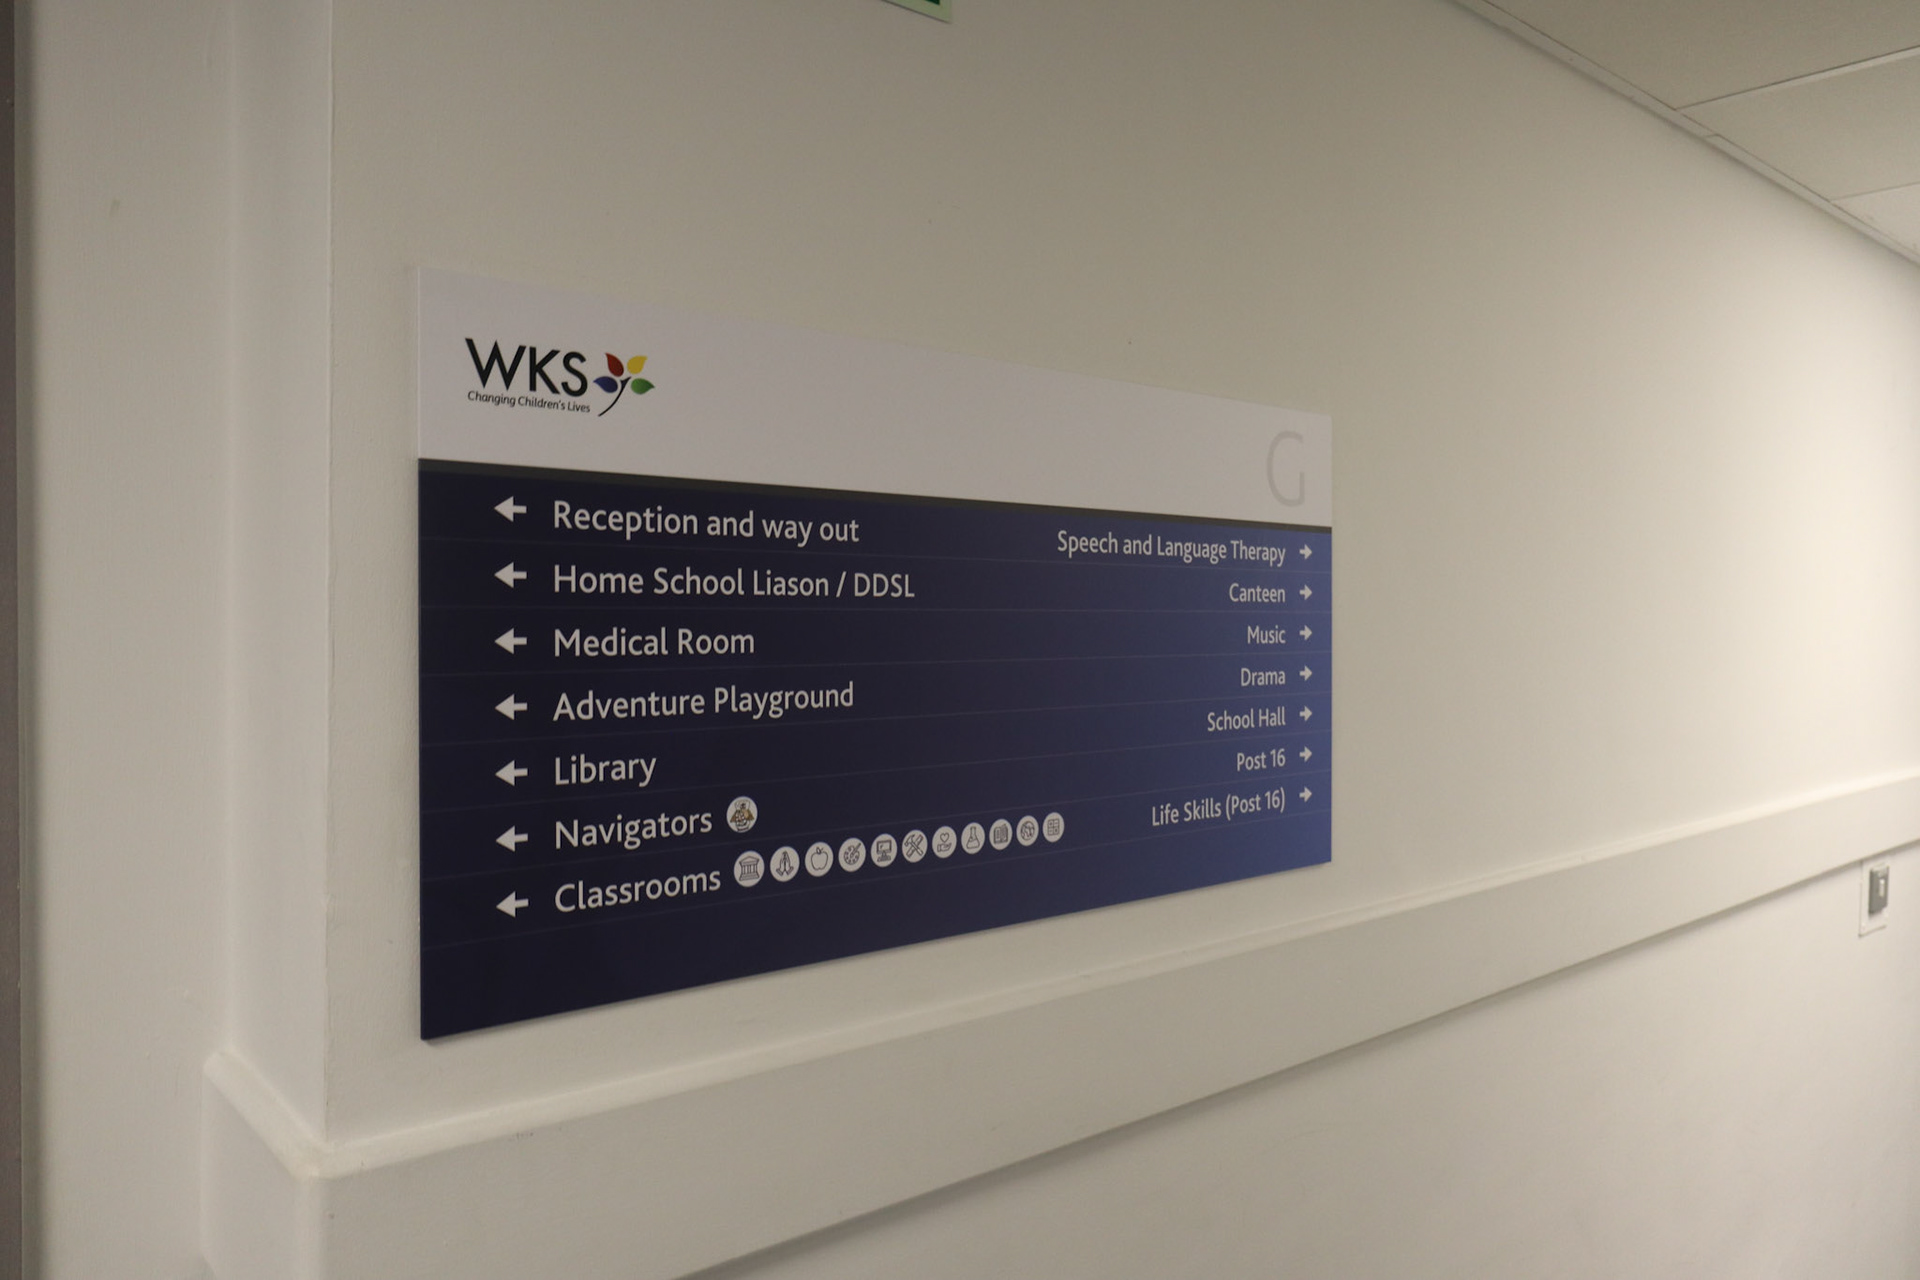 WKS
Changing Children's Lives
G
Reception and way out
Home School Liason / DDSL
Medical Room
Adventure Playground
Library
Navigators
Classrooms
Speech and Language Therapy
Canteen
Music
Drama
School Hall
Post 16
Life Skills (Post 16)